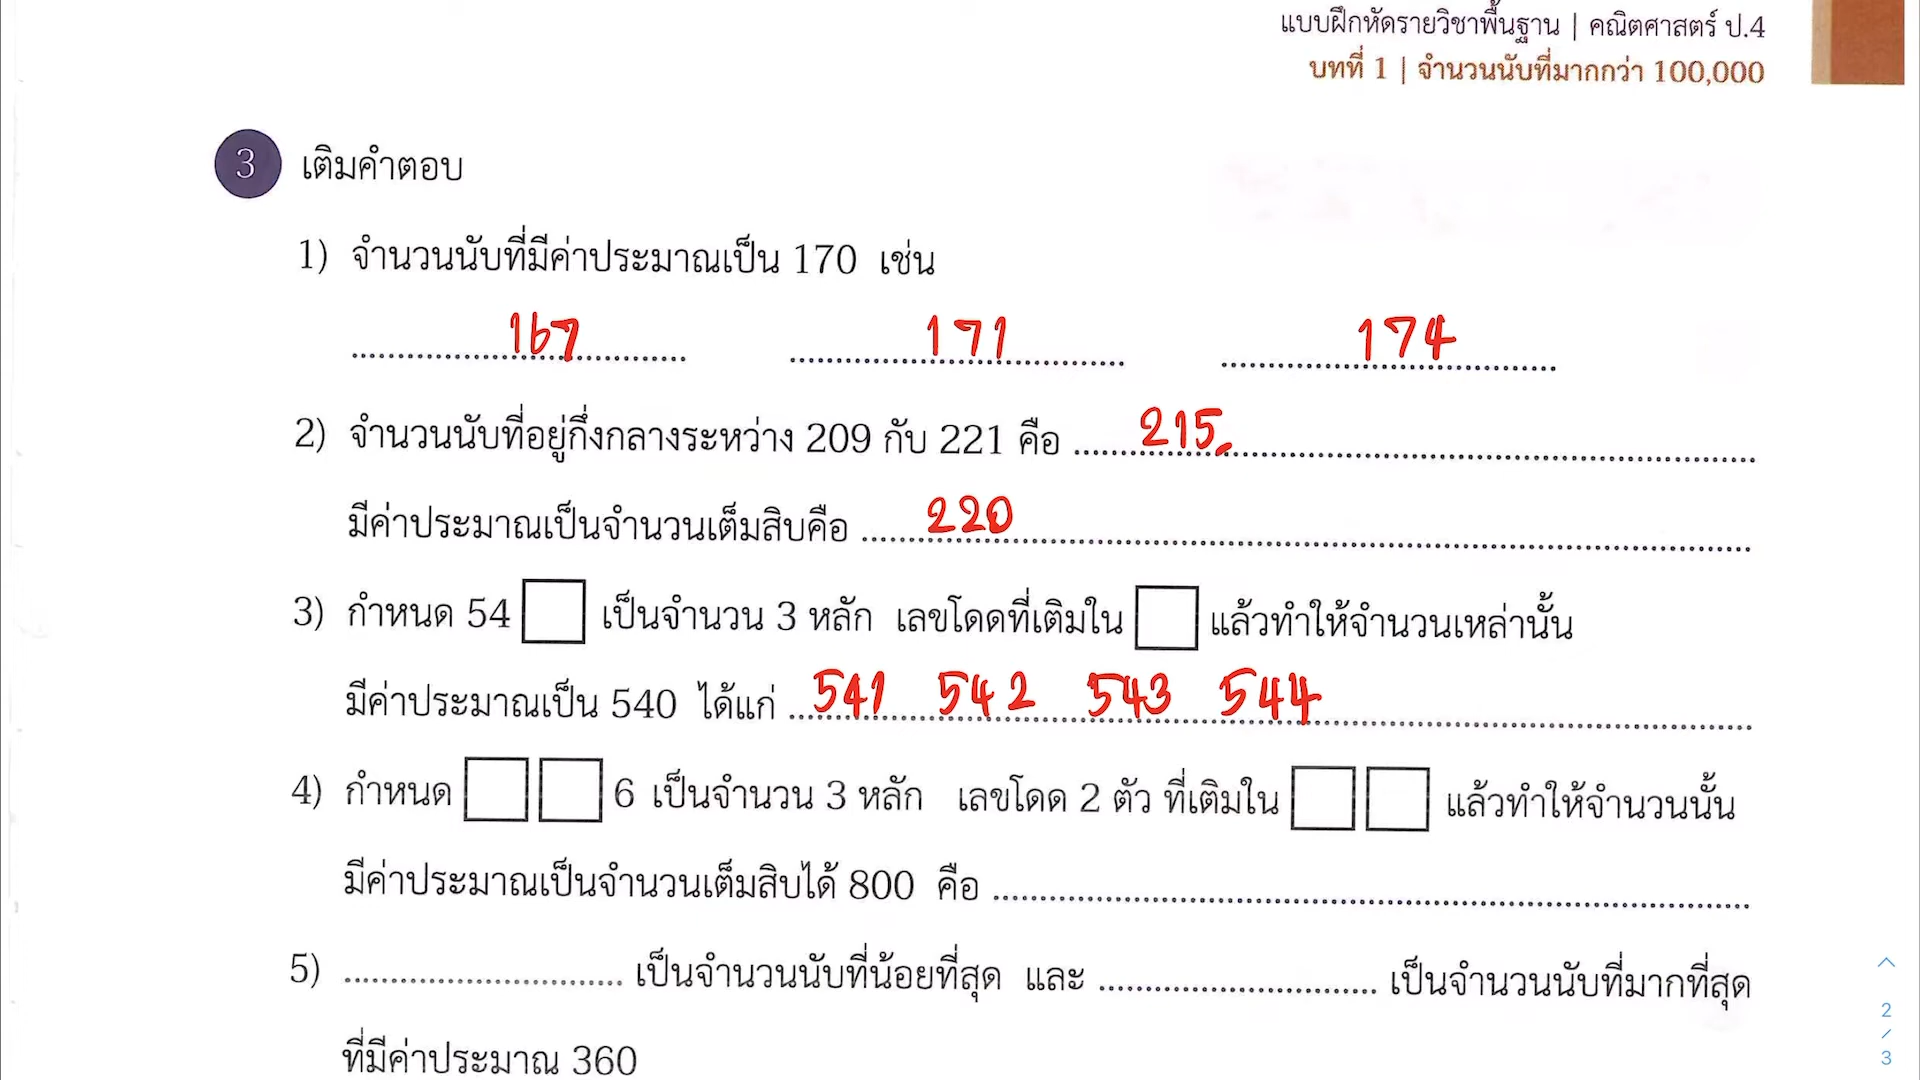 แบบฝึกหัดรายวิชาพื้นฐาน | คณิตศาสตร์ ป.4
บทที่ 1 | จำนวนนับที่มากกว่า 100,000
3 เติมคำตอบ
1) จำนวนนับที่มีค่าประมาณเป็น 170 เช่น
167 171 174
2) จำนวนนับที่อยู่กึ่งกลางระหว่าง 209 กับ 221 คือ 215
มีค่าประมาณเป็นจำนวนเต็มสิบคือ 220
3) กำหนด 54 □ เป็นจำนวน 3 หลัก เลขโดดที่เติมใน □ แล้วทำให้จำนวนเหล่านั้น
มีค่าประมาณเป็น 540 ได้แก่ 541 542 543 544
4) กำหนด □ □ 6 เป็นจำนวน 3 หลัก เลขโดด 2 ตัว ที่เติมใน □ □ แล้วทำให้จำนวนนั้น
มีค่าประมาณเป็นจำนวนเต็มสิบได้ 800 คือ
5) เป็นจำนวนนับที่น้อยที่สุด และ เป็นจำนวนนับที่มากที่สุด
ที่มีค่าประมาณ 360
2
/
3